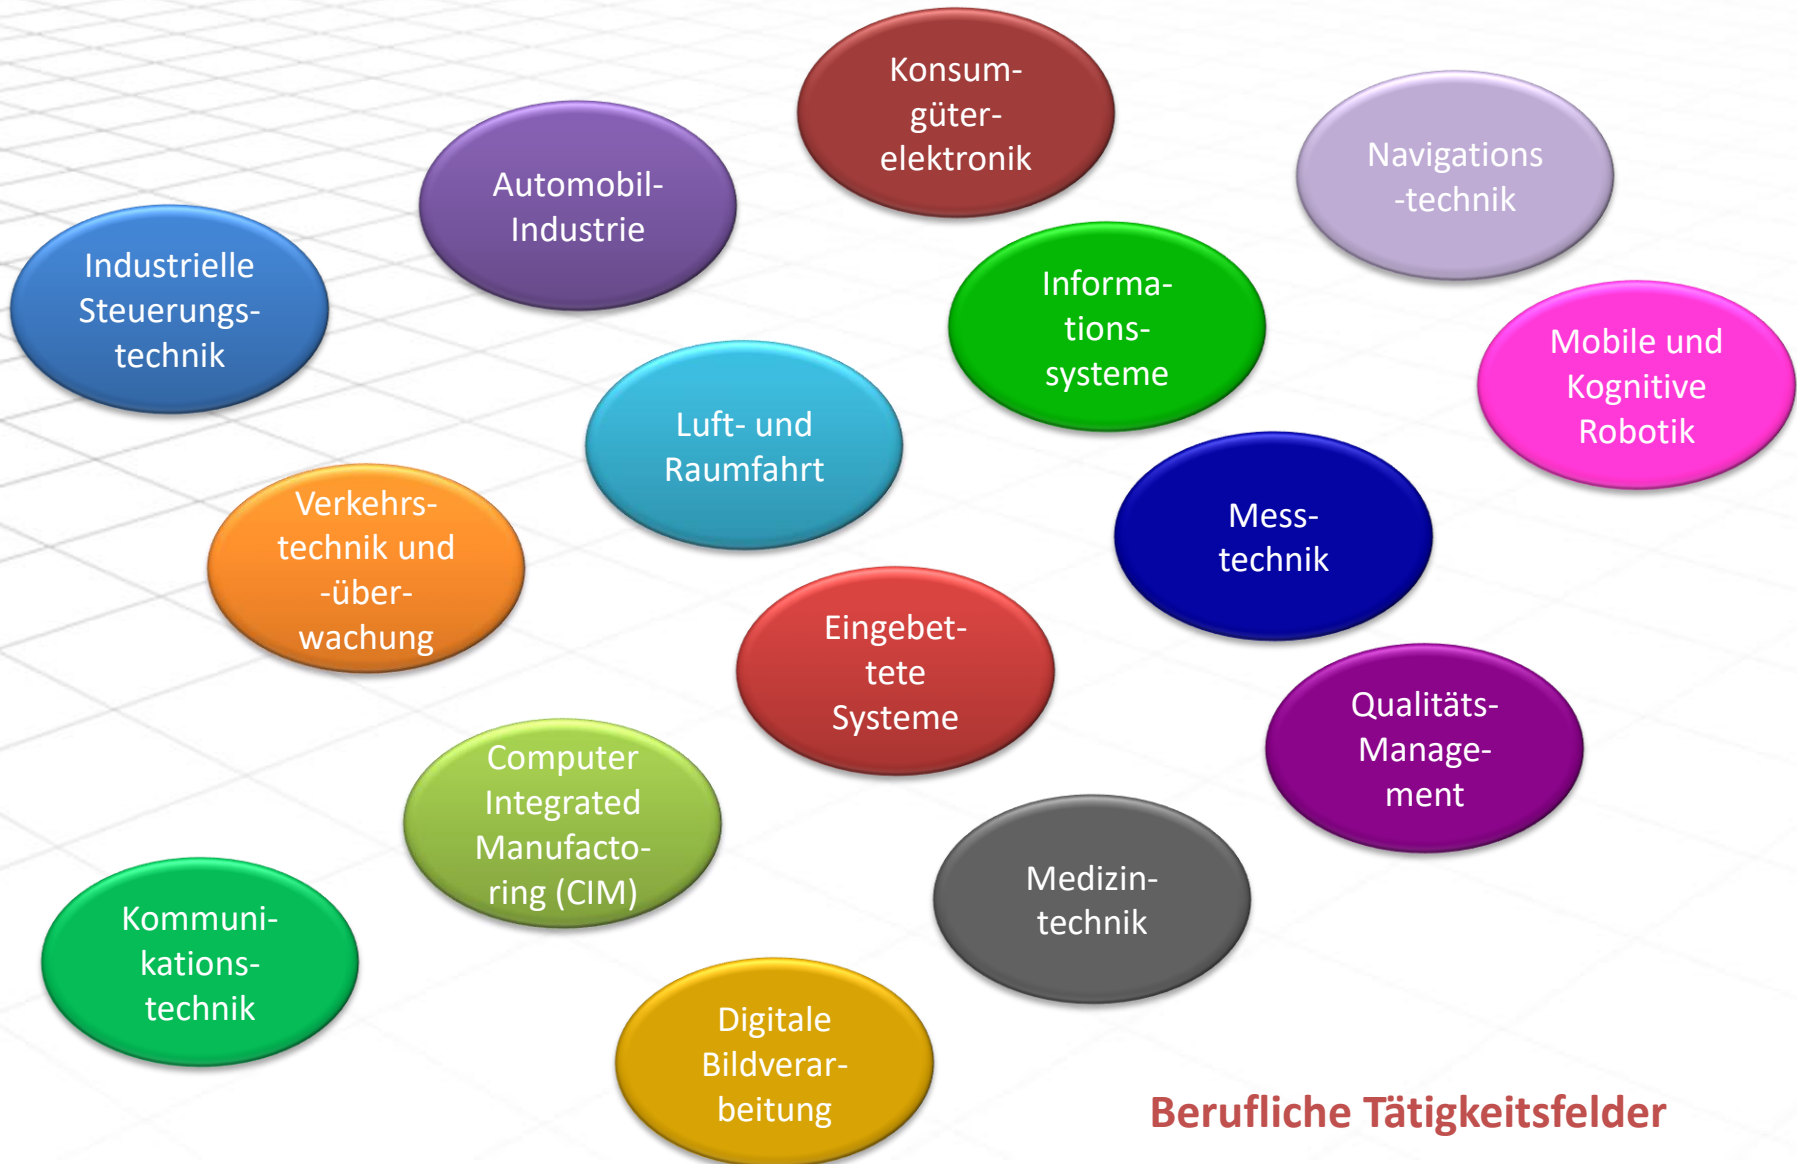 Konsum-
güter-
elektronik
Automobil-
Industrie
Navigations
-technik
Industrielle
Steuerungs-
technik
Informa-
tions-
systeme
Mobile und
Kognitive
Robotik
Luft- und
Raumfahrt
Verkehrs-
technik und
-über-
wachung
Mess-
technik
Eingebet-
tete
Systeme
Qualitäts-
Manage-
ment
Computer
Integrated
Manufacto-
ring (CIM)
Medizin-
technik
Kommuni-
kations-
technik
Digitale
Bildverar-
beitung
Berufliche Tätigkeitsfelder